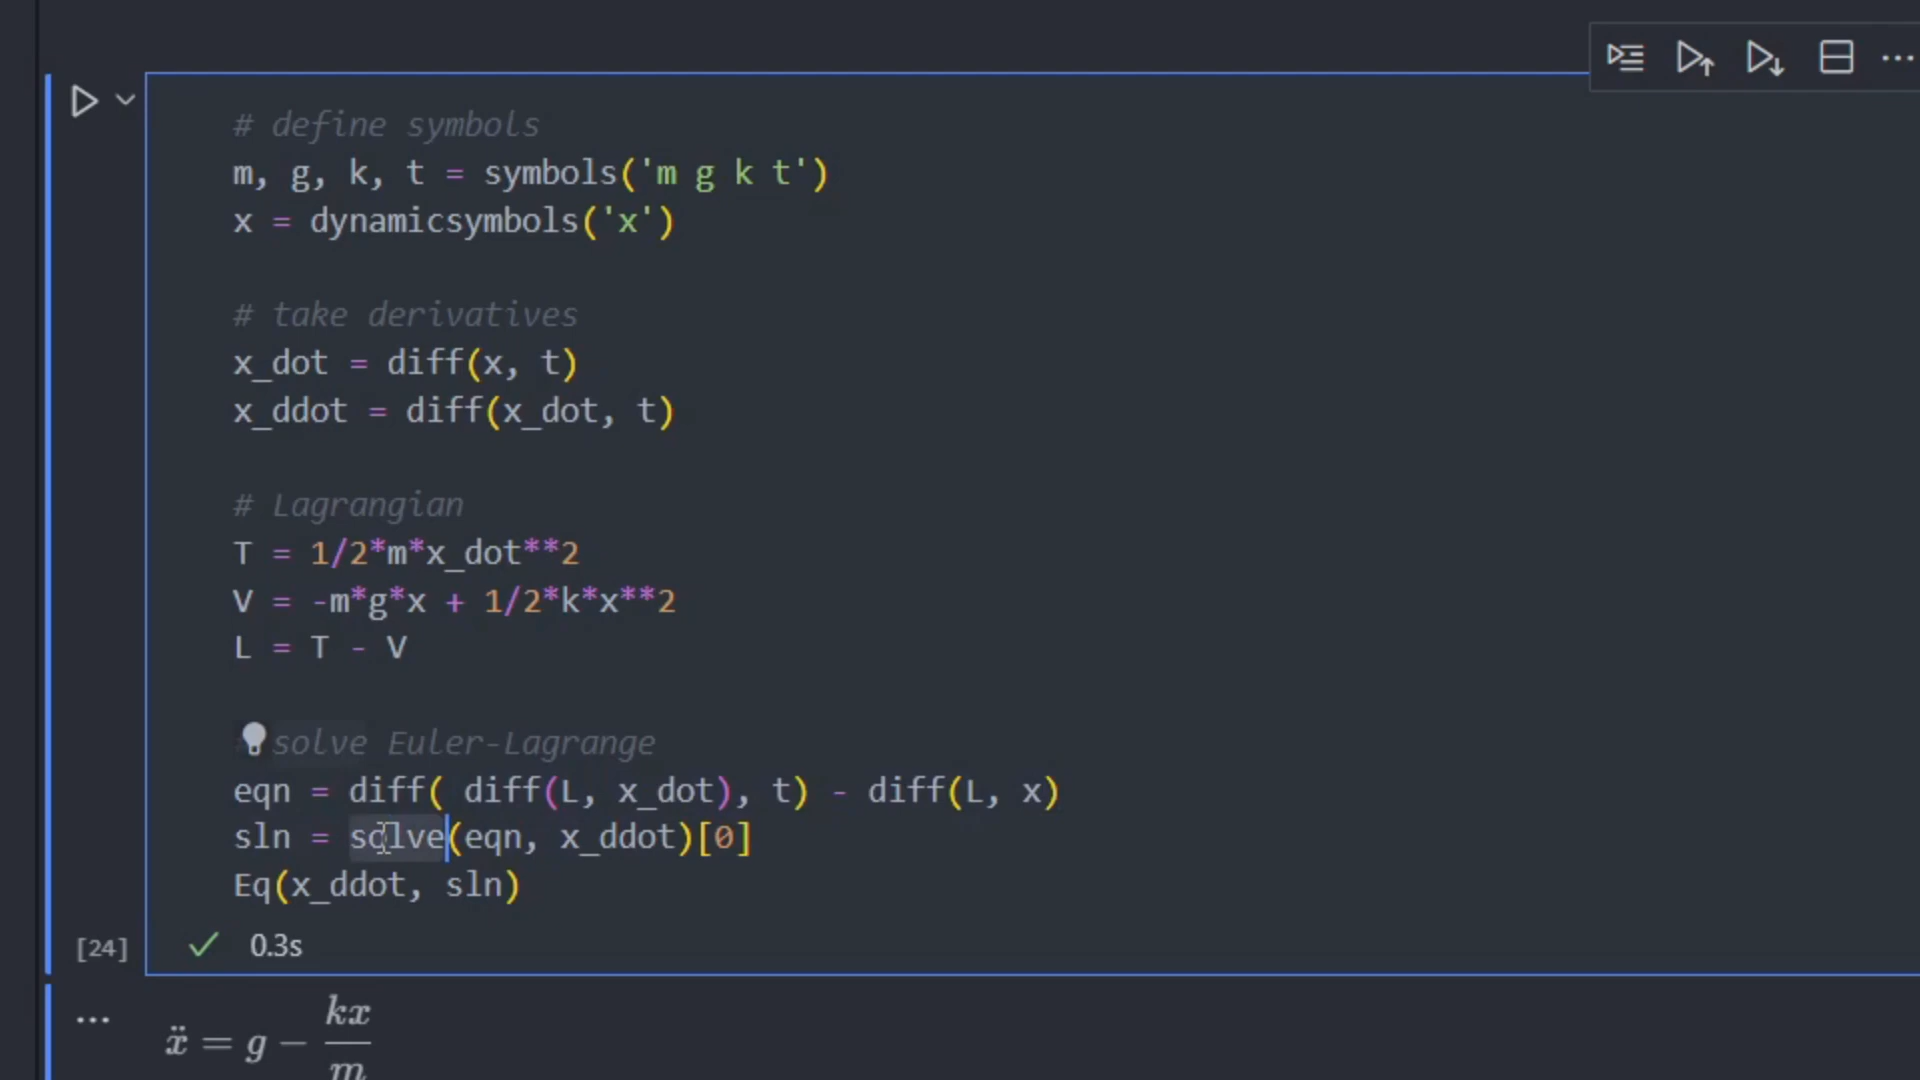 # define symbols
m, g, k, t = symbols('m g k t')
x = dynamicsymbols('x')
# take derivatives
x_dot = diff(x, t)
x_ddot = diff(x_dot, t)
# Lagrangian
T = 1/2*m*x_dot**2
V = -m*g*x + 1/2*k*x**2
L = T - V
solve Euler-Lagrange
eqn = diff( diff(L, x_dot), t) - diff(L, x)
sln = solve(eqn, x_ddot)[0]
Eq(x_ddot, sln)
[24] 0.3s
ẍ = g − kx/m